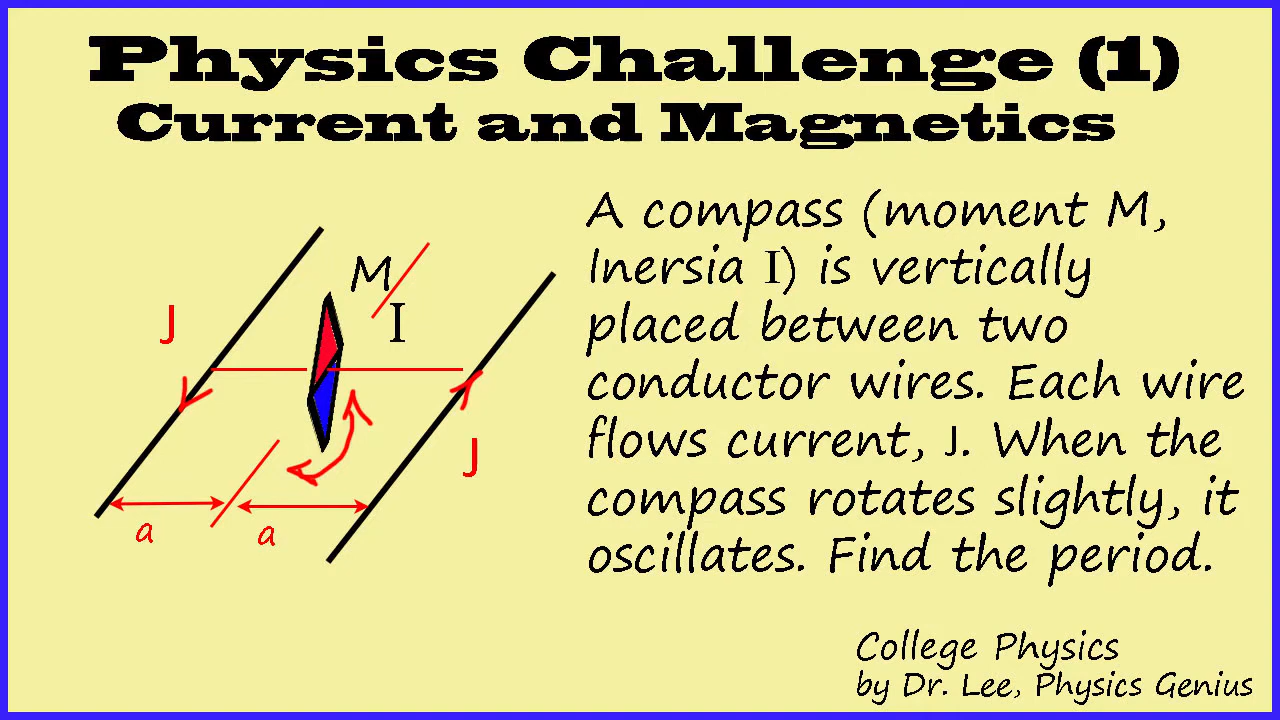 Physics Challenge (1)
Current and Magnetics
A compass (moment M,
Inersia I) is vertically
placed between two
conductor wires. Each wire
flows current, J. When the
compass rotates slightly, it
oscillates. Find the period.
M
I
J
J
a
a
College Physics
by Dr. Lee, Physics Genius